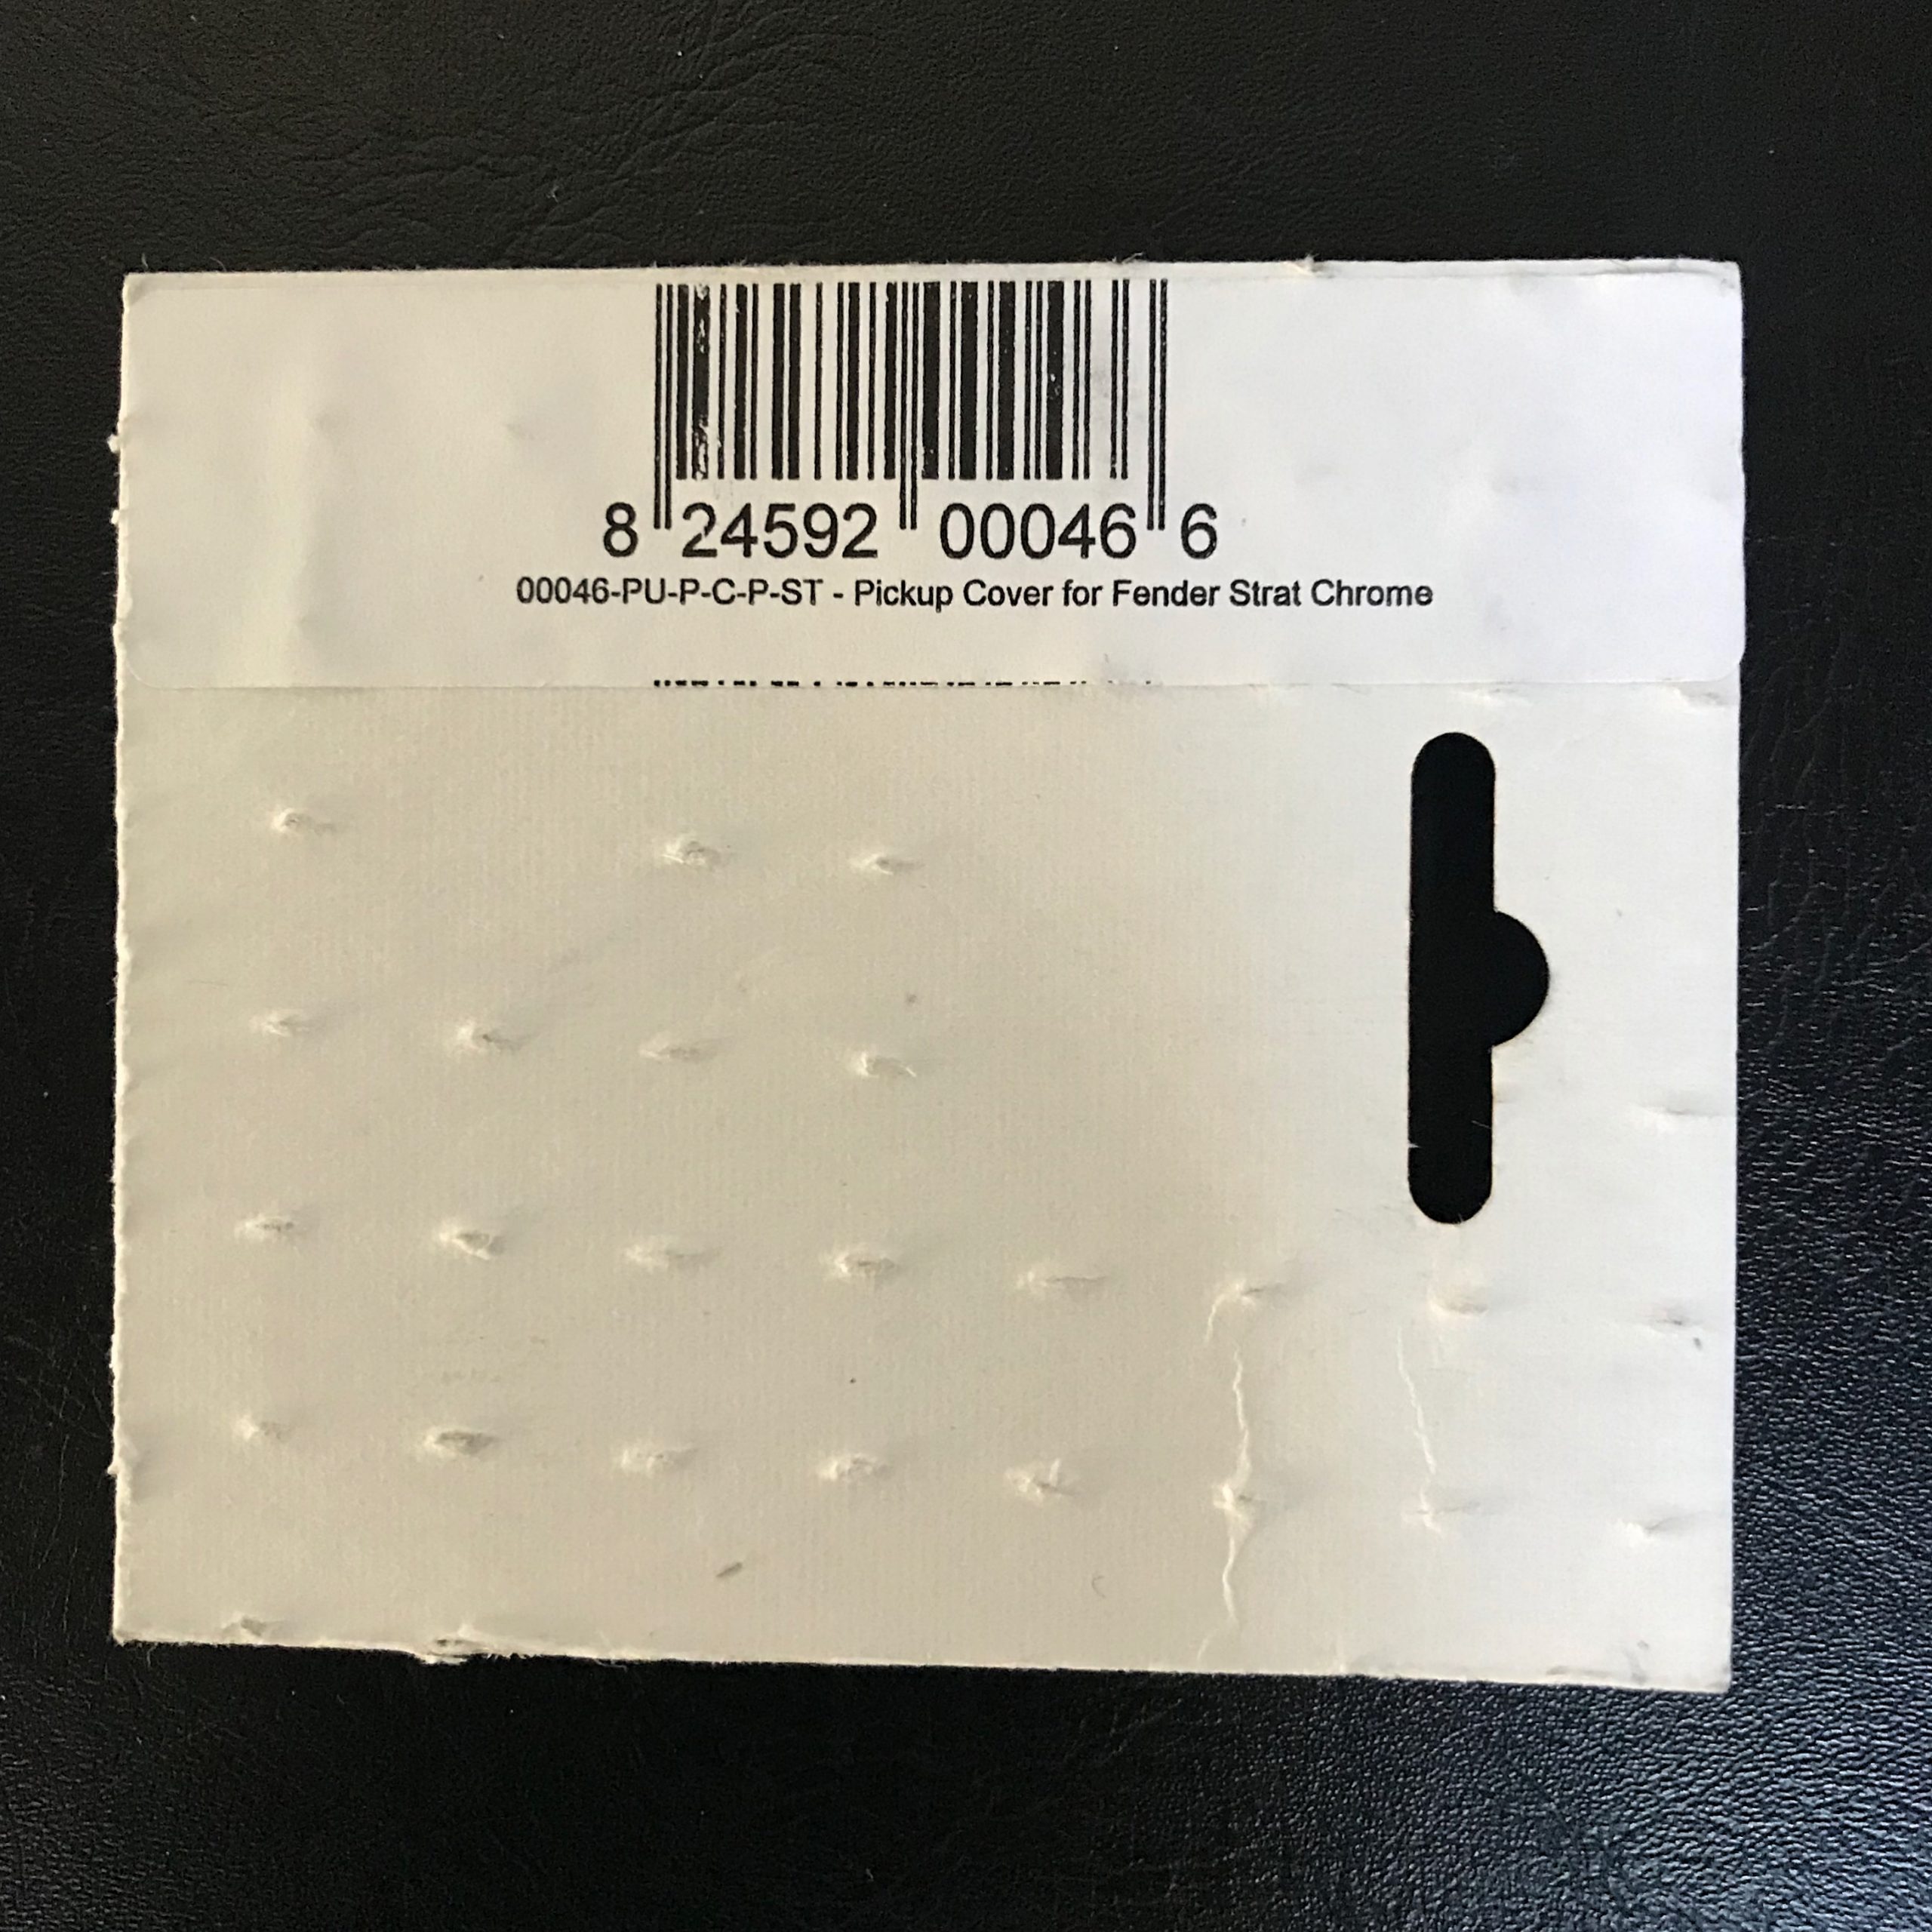 8 24592 00046 6
00046-PU-P-C-P-ST - Pickup Cover for Fender Strat Chrome